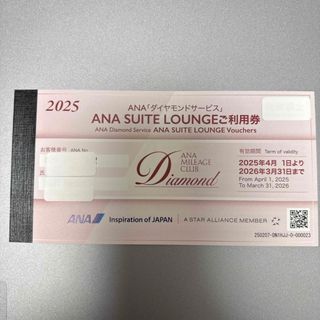 2025
ANA「ダイヤモンドサービス」
ANA SUITE LOUNGEご利用券
ANA Diamond Service ANA SUITE LOUNGE Vouchers
お客様番号 ANA No.
ANA
MILEAGE
CLUB
Diamond
有効期間 Term of validity
2025年4月 1日より
2026年3月31日まで
From April 1, 2025
To March 31, 2026
ANA Inspiration of JAPAN A STAR ALLIANCE MEMBER